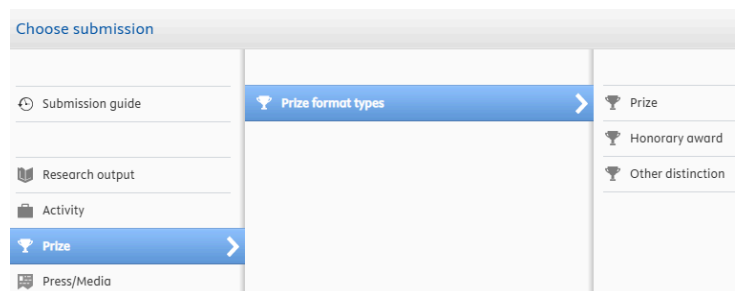 Choose submission
Submission guide
Research output
Activity
Prize
Press/Media
Prize format types
Prize
Honorary award
Other distinction